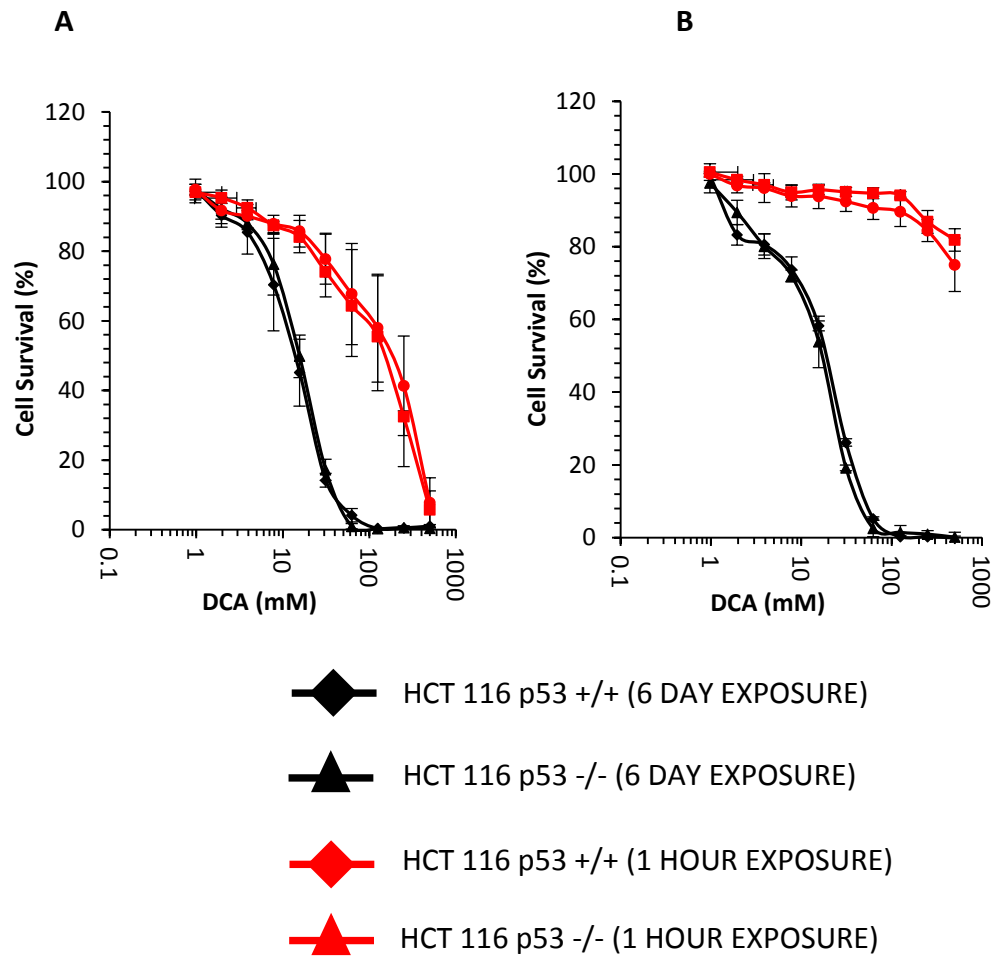 A
B
120
100
80
60
40
20
0
Cell Survival (%)
0.1
1
10
100
1000
DCA (mM)
120
100
80
60
40
20
0
Cell Survival (%)
0.1
1
10
100
1000
DCA (mM)
HCT 116 p53 +/+ (6 DAY EXPOSURE)
HCT 116 p53 -/- (6 DAY EXPOSURE)
HCT 116 p53 +/+ (1 HOUR EXPOSURE)
HCT 116 p53 -/- (1 HOUR EXPOSURE)